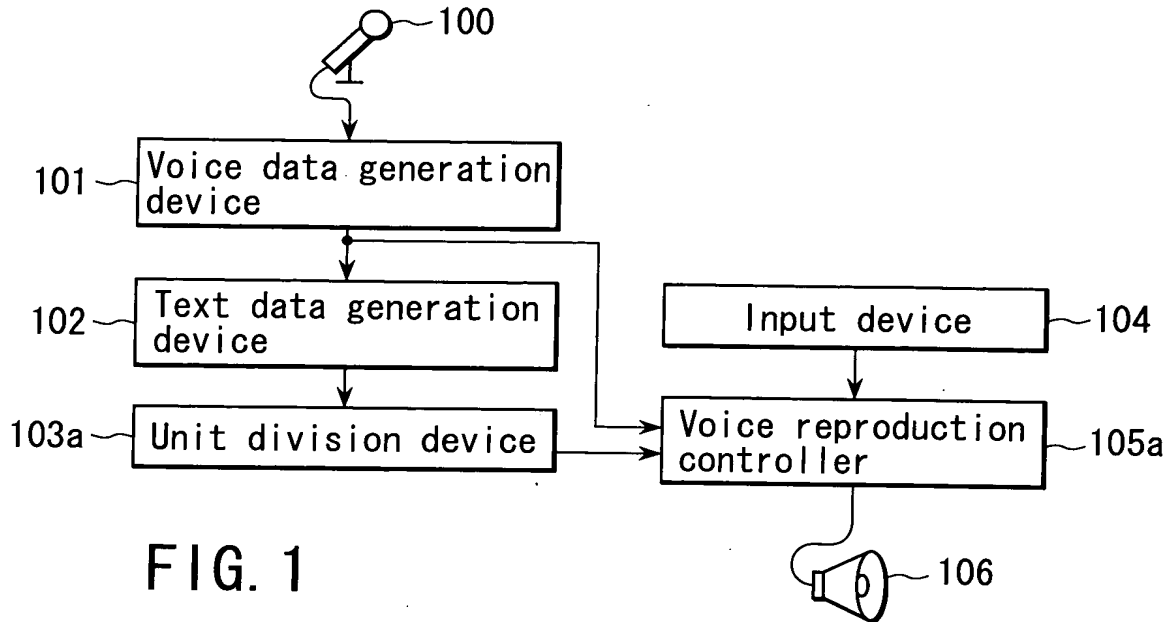 100
101
Voice data generation
device
102
Text data generation
device
Input device
104
103a
Unit division device
Voice reproduction
controller
105a
106
FIG. 1